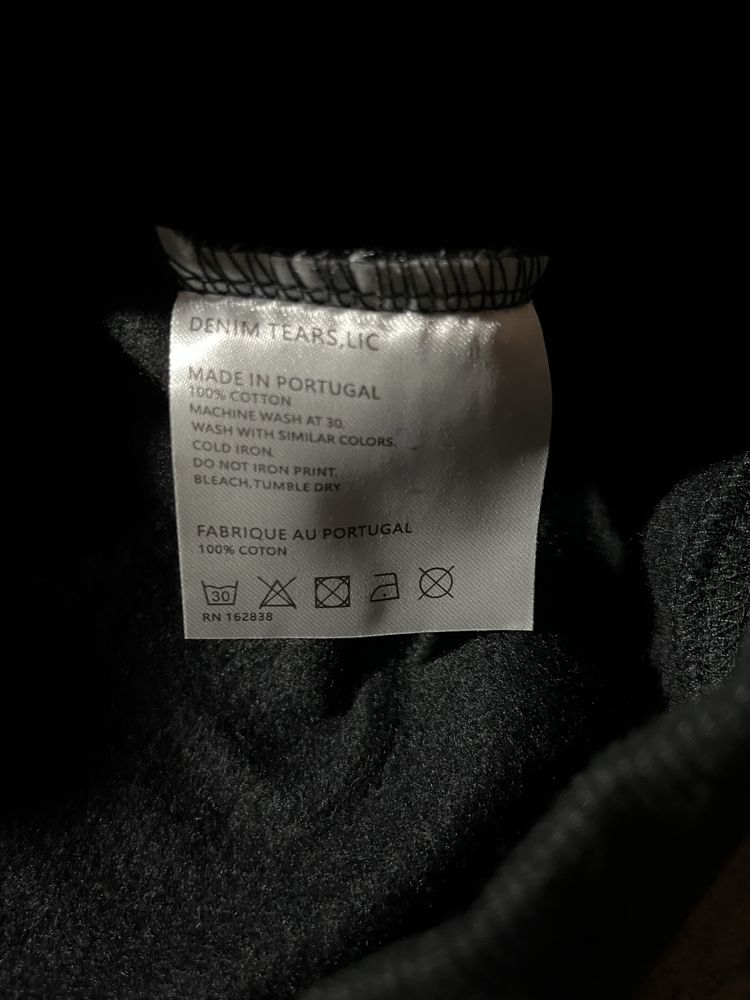 DENIM TEARS,LIC
MADE IN PORTUGAL
100% COTTON
MACHINE WASH AT 30.
WASH WITH SIMILAR COLORS.
COLD IRON.
DO NOT IRON PRINT.
BLEACH,TUMBLE DRY
FABRIQUE AU PORTUGAL
100% COTON
30
RN 162838